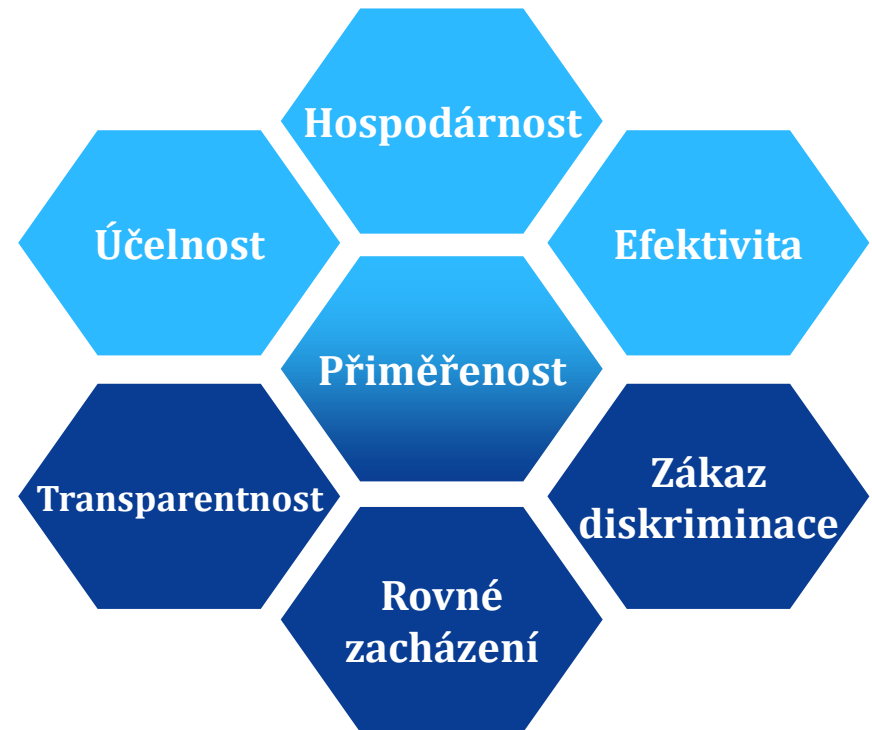 Hospodárnost
Účelnost
Efektivita
Přiměřenost
Transparentnost
Zákaz
diskriminace
Rovné
zacházení